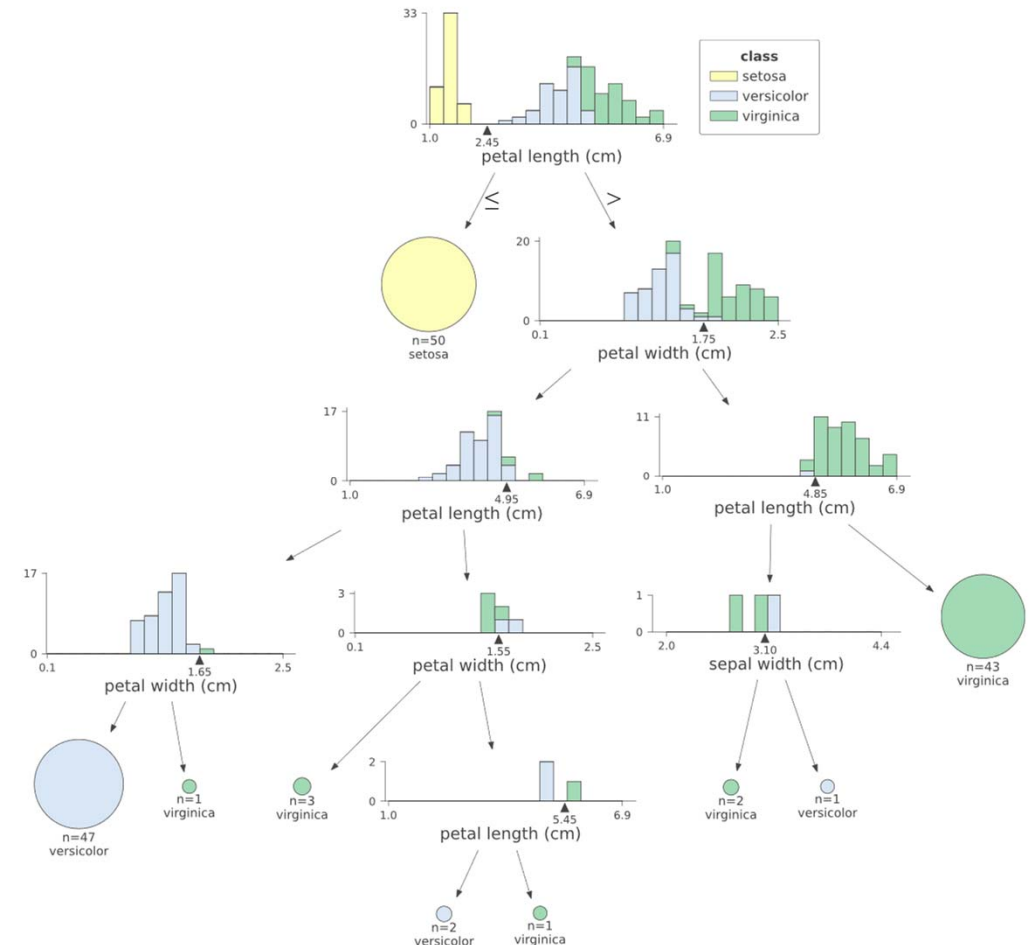 33
0
1.0
2.45
6.9
petal length (cm)
class
setosa
versicolor
virginica
≤
>
n=50
setosa
20
0
0.1
1.75
2.5
petal width (cm)
17
0
1.0
4.95
6.9
petal length (cm)
11
0
1.0
4.85
6.9
petal length (cm)
17
0
0.1
1.65
2.5
petal width (cm)
3
0
0.1
1.55
2.5
petal width (cm)
1
0
2.0
3.10
4.4
sepal width (cm)
n=43
virginica
n=47
versicolor
n=1
virginica
n=3
virginica
2
0
1.0
5.45
6.9
petal length (cm)
n=2
virginica
n=1
versicolor
n=2
versicolor
n=1
virginica